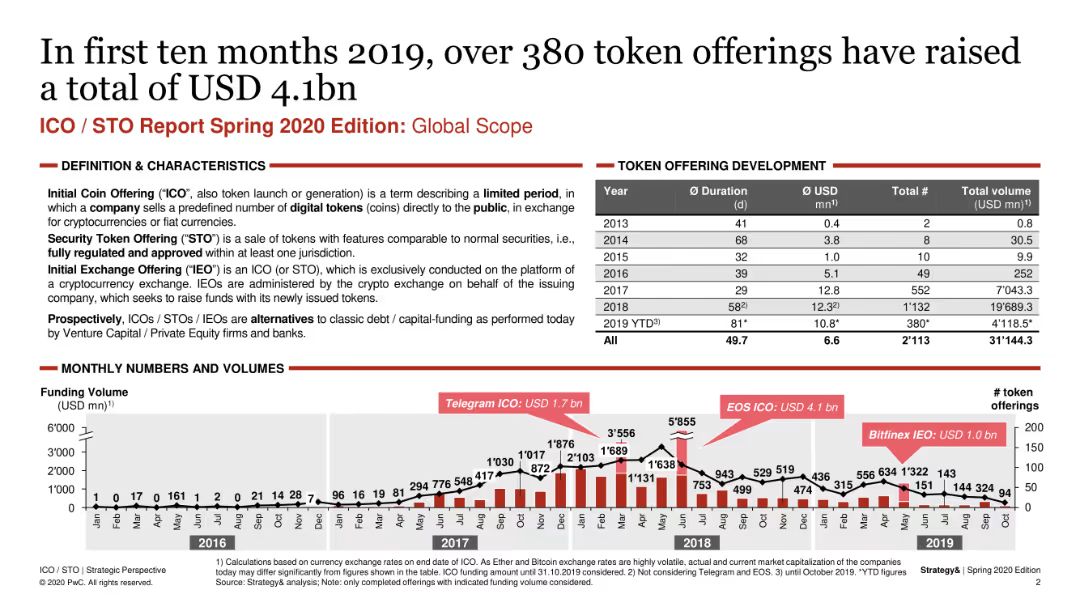 In first ten months 2019, over 380 token offerings have raised
a total of USD 4.1bn
ICO / STO Report Spring 2020 Edition: Global Scope
DEFINITION & CHARACTERISTICS
Initial Coin Offering (“ICO”, also token launch or generation) is a term describing a limited period, in
which a company sells a predefined number of digital tokens (coins) directly to the public, in exchange
for cryptocurrencies or fiat currencies.
Security Token Offering (“STO”) is a sale of tokens with features comparable to normal securities, i.e.,
fully regulated and approved within at least one jurisdiction.
Initial Exchange Offering (“IEO”) is an ICO (or STO), which is exclusively conducted on the platform of
a cryptocurrency exchange. IEOs are administered by the crypto exchange on behalf of the issuing
company, which seeks to raise funds with its newly issued tokens.
Prospectively, ICOs / STOs / IEOs are alternatives to classic debt / capital-funding as performed today
by Venture Capital / Private Equity firms and banks.
TOKEN OFFERING DEVELOPMENT
Year Ø Duration Ø USD Total # Total volume
(d) mn1) (USD mn)1)
2013 41 0.4 2 0.8
2014 68 3.8 8 30.5
2015 32 1.0 10 9.9
2016 39 5.1 49 252
2017 29 12.8 552 7'043.3
2018 582) 12.32) 1'132 19'689.3
2019 YTD3) 81* 10.8* 380* 4'118.5*
All 49.7 6.6 2'113 31'144.3
MONTHLY NUMBERS AND VOLUMES
Funding Volume
(USD mn)1)
# token
offerings
Telegram ICO: USD 1.7 bn
EOS ICO: USD 4.1 bn
Bitfinex IEO: USD 1.0 bn
6'000
3'000
2'000
1'000
0
200
150
100
50
0
1 0 17 0 161 1 2 0 21 14 28 7
96 16 19 81 294 776 548 417 1'030 1'017 872 1'876
2'103 1'689 3'556 1'131 1'638 5'855 753 943 499 529 519 474
436 315 556 634 1'322 151 143 144 324 94
Jan Feb Mar Apr May Jun Jul Aug Sep Oct Nov Dec
Jan Feb Mar Apr May Jun Jul Aug Sep Oct Nov Dec
Jan Feb Mar Apr May Jun Jul Aug Sep Oct Nov Dec
Jan Feb Mar Apr May Jun Jul Aug Sep Oct
2016 2017 2018 2019
ICO / STO | Strategic Perspective
© 2020 PwC. All rights reserved.
1) Calculations based on currency exchange rates on end date of ICO. As Ether and Bitcoin exchange rates are highly volatile, actual and current market capitalization of the companies
today may differ significantly from figures shown in the table. ICO funding amount until 31.10.2019 considered. 2) Not considering Telegram and EOS. 3) until October 2019. *YTD figures
Source: Strategy& analysis; Note: only completed offerings with indicated funding volume considered.
Strategy& | Spring 2020 Edition
2